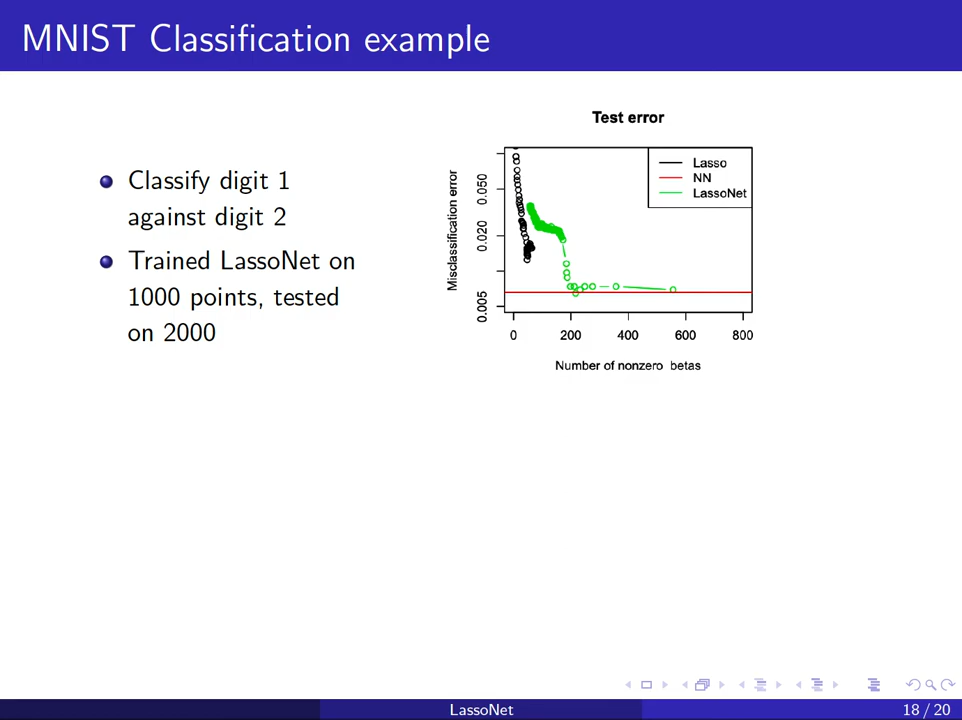 MNIST Classification example
Classify digit 1
against digit 2
Trained LassoNet on
1000 points, tested
on 2000
Test error
Misclassification error
0.050
0.020
0.005
Lasso
NN
LassoNet
0 200 400 600 800
Number of nonzero betas
LassoNet
18 / 20